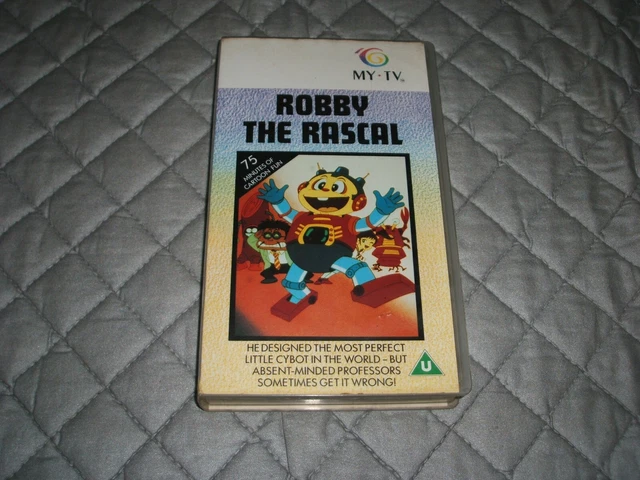 MY·TV
ROBBY
THE RASCAL
75
MINUTES OF
CARTOON FUN
HE DESIGNED THE MOST PERFECT
LITTLE CYBOT IN THE WORLD – BUT
ABSENT-MINDED PROFESSORS
SOMETIMES GET IT WRONG!
U